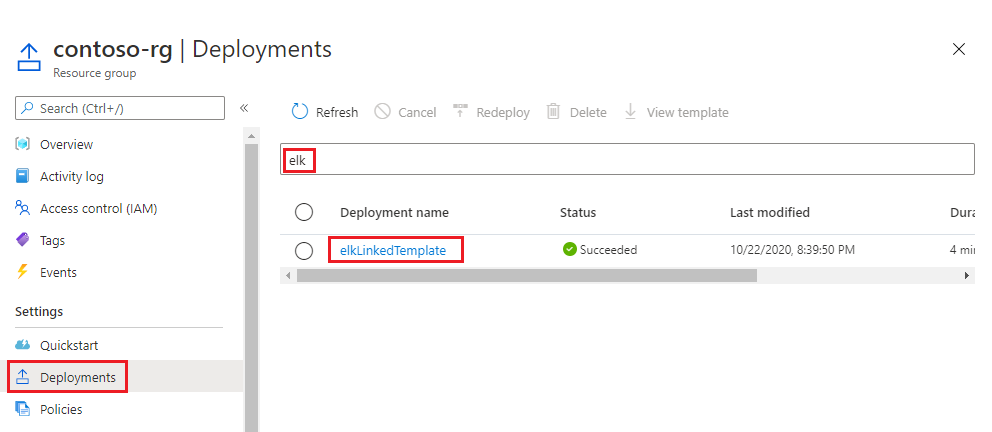 contoso-rg | Deployments
Resource group
Search (Ctrl+/)
Overview
Activity log
Access control (IAM)
Tags
Events
Settings
Quickstart
Deployments
Policies
Refresh Cancel Redeploy Delete View template
elk
Deployment name Status Last modified Dura
elkLinkedTemplate Succeeded 10/22/2020, 8:39:50 PM 4 min